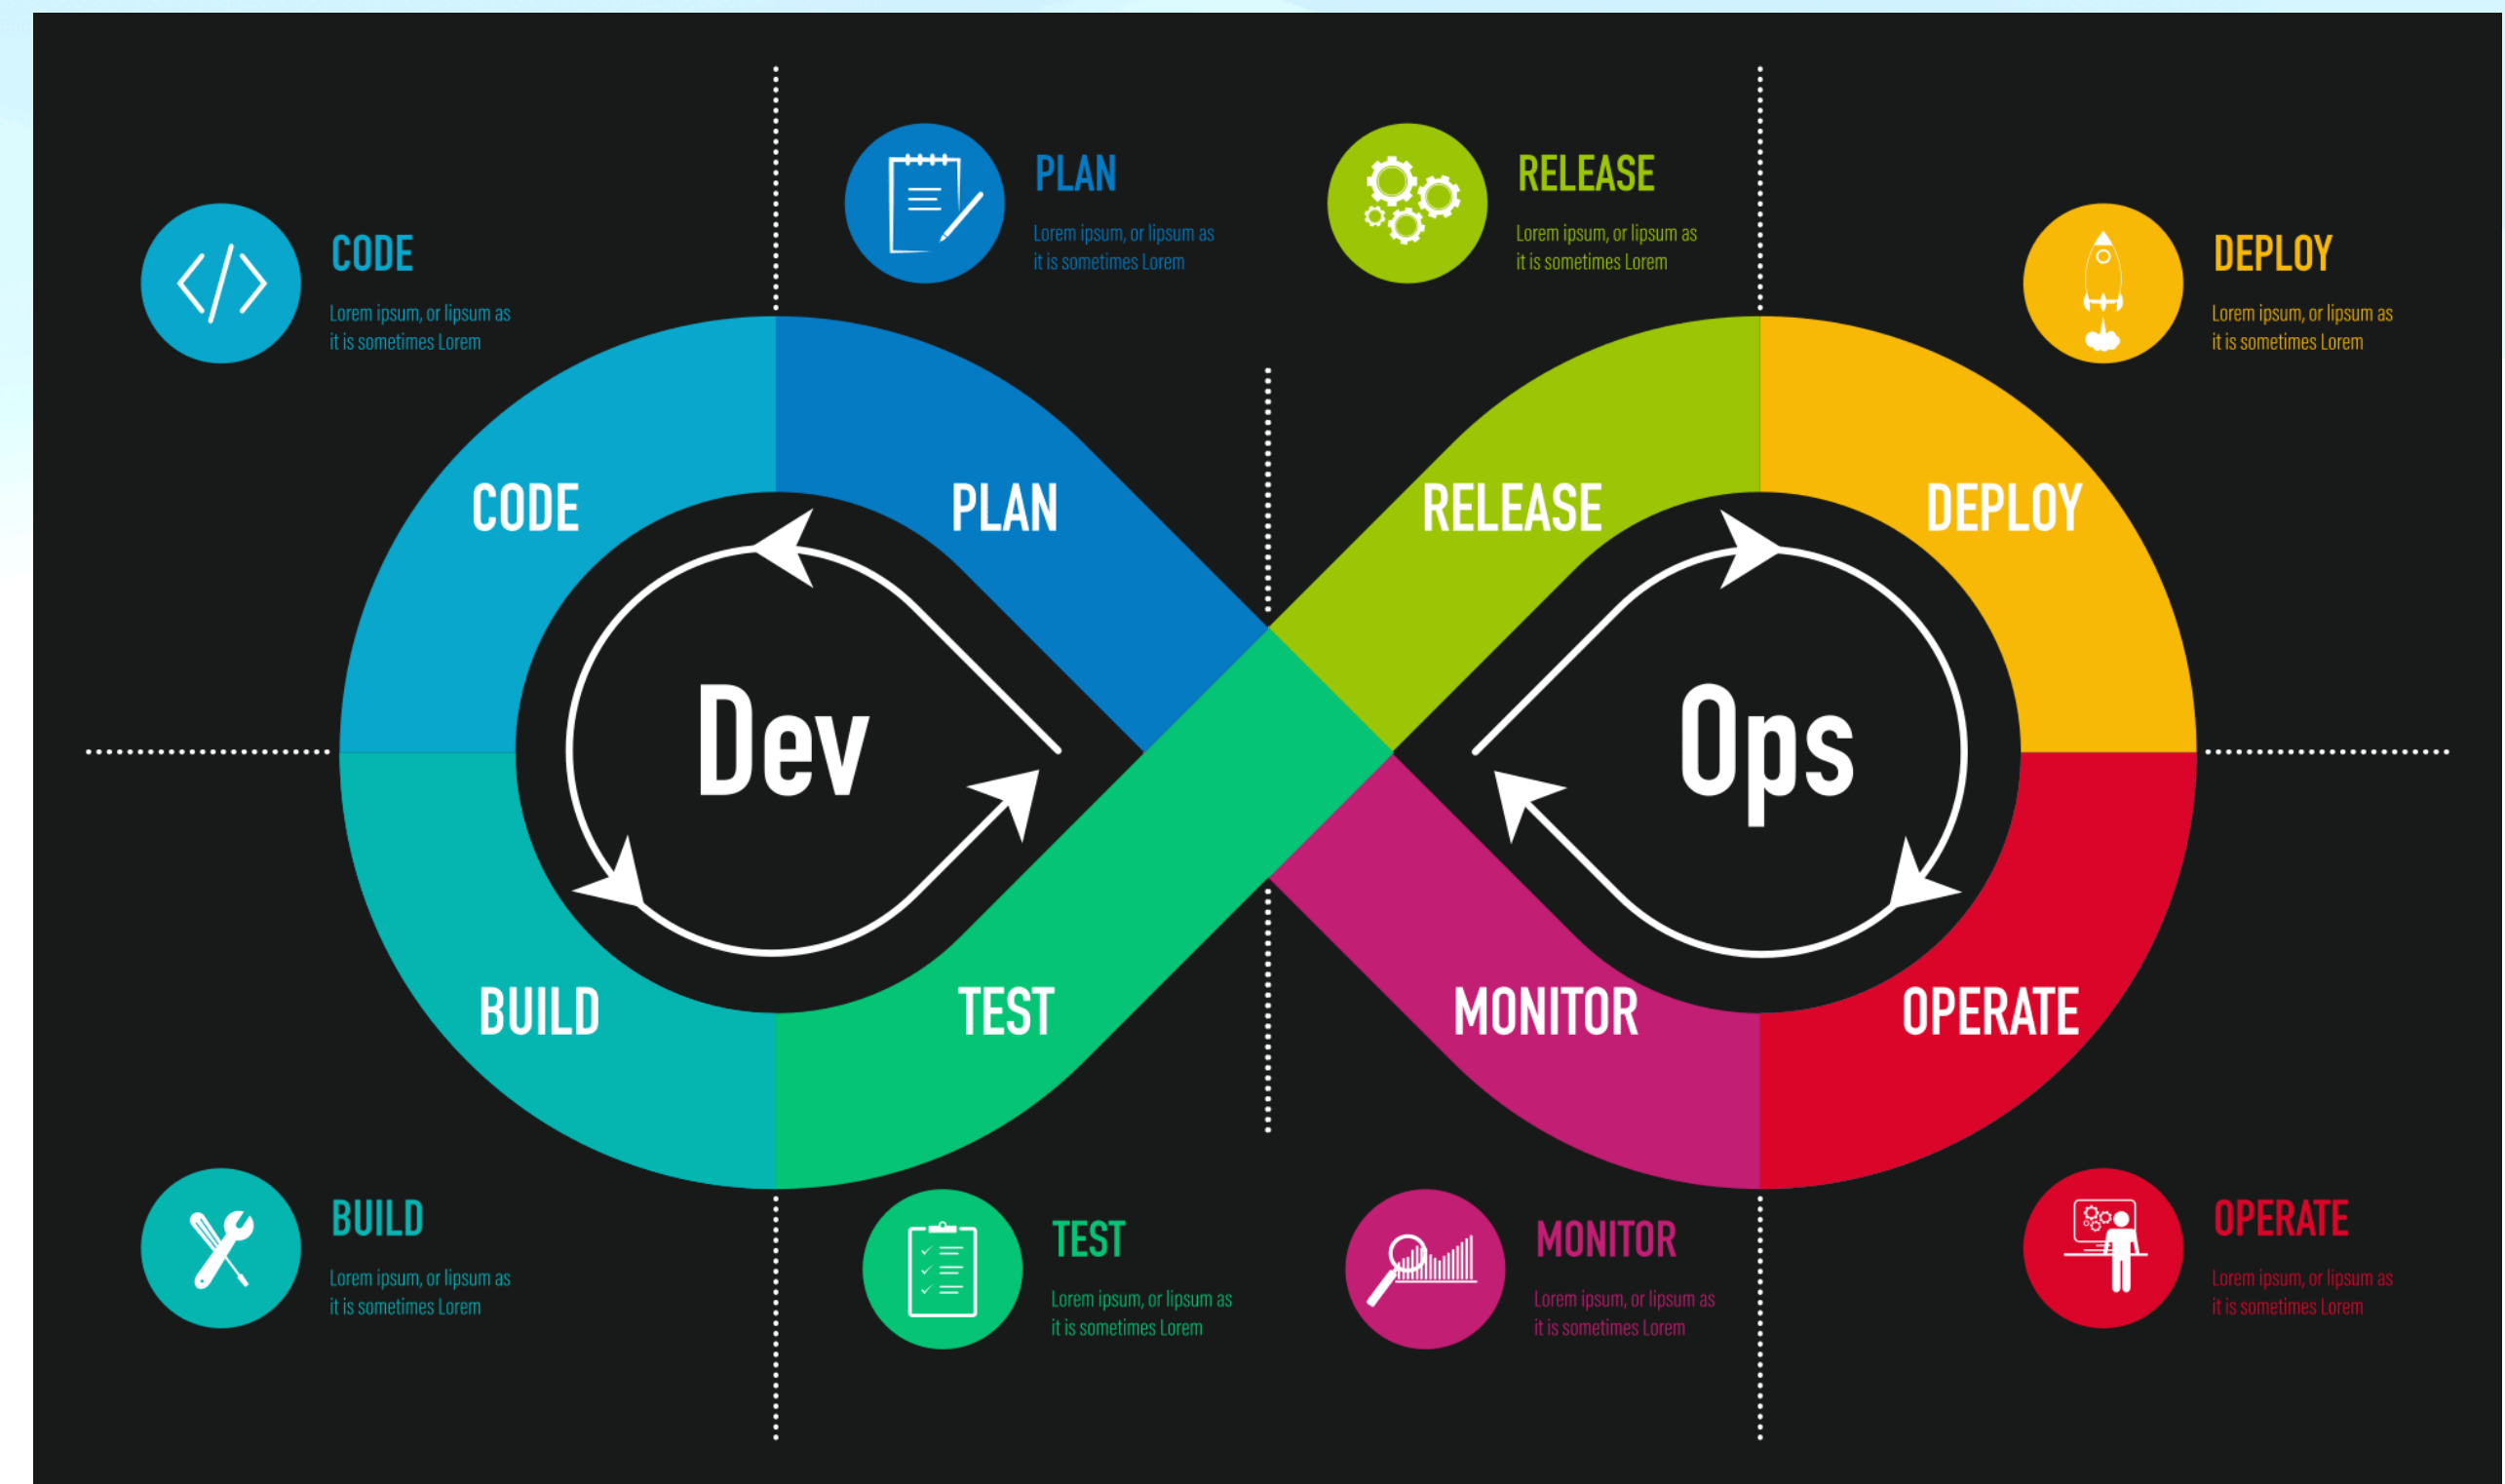 PLAN
Lorem ipsum, or lipsum as
it is sometimes Lorem
RELEASE
Lorem ipsum, or lipsum as
it is sometimes Lorem
CODE
Lorem ipsum, or lipsum as
it is sometimes Lorem
DEPLOY
Lorem ipsum, or lipsum as
it is sometimes Lorem
CODE
PLAN
RELEASE
DEPLOY
Dev
Ops
BUILD
TEST
MONITOR
OPERATE
BUILD
Lorem ipsum, or lipsum as
it is sometimes Lorem
TEST
Lorem ipsum, or lipsum as
it is sometimes Lorem
MONITOR
Lorem ipsum, or lipsum as
it is sometimes Lorem
OPERATE
Lorem ipsum, or lipsum as
it is sometimes Lorem